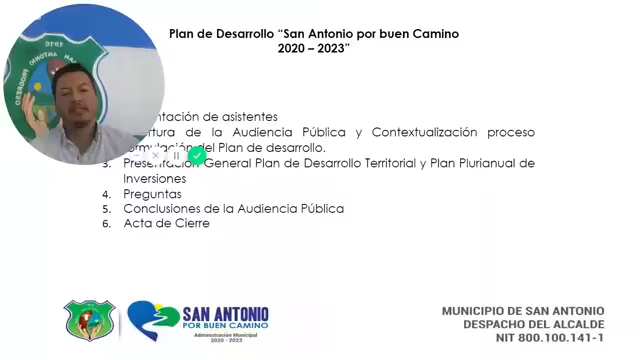 Plan de Desarrollo “San Antonio por buen Camino
2020 – 2023”
ntación de asistentes
rtura de la Audiencia Pública y Contextualización proceso
rmulación del Plan de desarrollo.
3. Presentación General Plan de Desarrollo Territorial y Plan Plurianual de
Inversiones
4. Preguntas
5. Conclusiones de la Audiencia Pública
6. Acta de Cierre
SAN ANTONIO
POR BUEN CAMINO
Administración Municipal
2020 - 2023
MUNICIPIO DE SAN ANTONIO
DESPACHO DEL ALCALDE
NIT 800.100.141-1